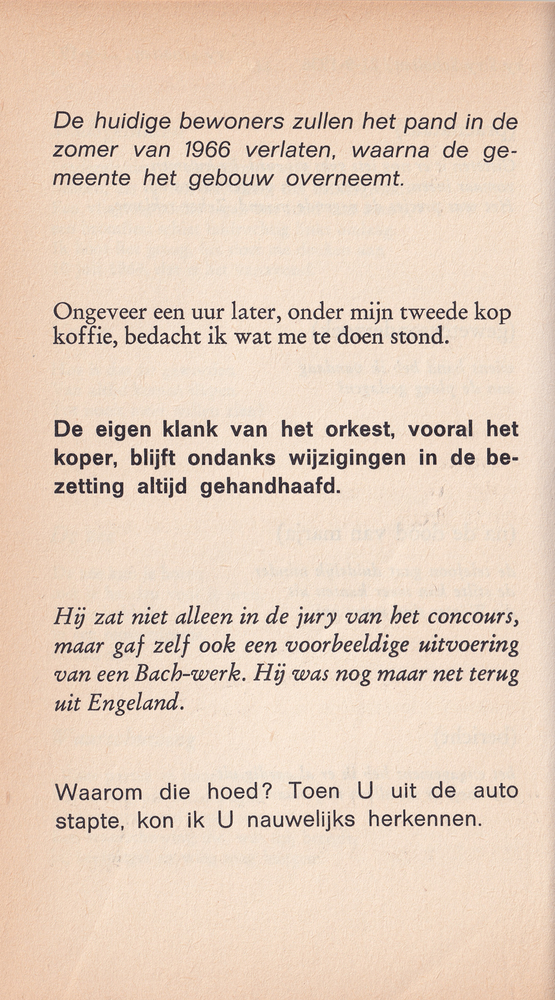 De huidige bewoners zullen het pand in de
zomer van 1966 verlaten, waarna de ge-
meente het gebouw overneemt.
Ongeveer een uur later, onder mijn tweede kop
koffie, bedacht ik wat me te doen stond.
De eigen klank van het orkest, vooral het
koper, blijft ondanks wijzigingen in de be-
zetting altijd gehandhaafd.
Hij zat niet alleen in de jury van het concours,
maar gaf zelf ook een voorbeeldige uitvoering
van een Bach-werk. Hij was nog maar net terug
uit Engeland.
Waarom die hoed? Toen U uit de auto
stapte, kon ik U nauwelijks herkennen.